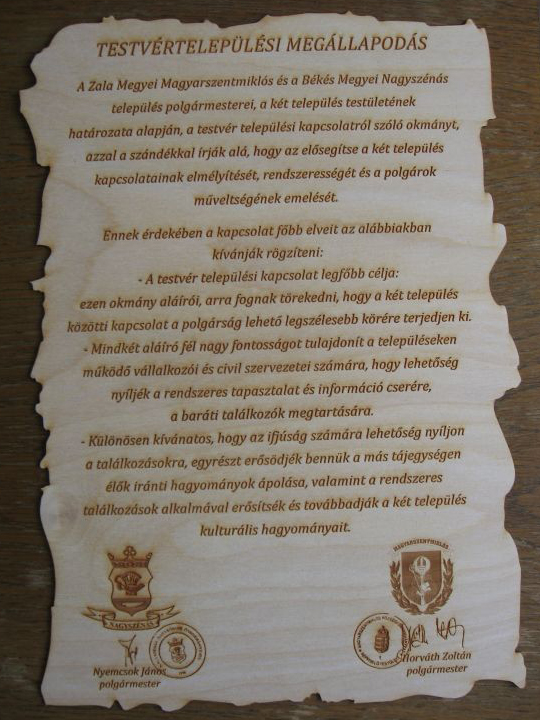 TESTVÉRTELEPÜLÉSI MEGÁLLAPODÁS
A Zala Megyei Magyarszentmiklós és a Békés Megyei Nagyszénás
település polgármesterei, a két település testületének
határozata alapján, a testvér települési kapcsolatról szóló okmányt,
azzal a szándékkal írják alá, hogy az elősegítse a két település
kapcsolatainak elmélyítését, rendszerességét és a polgárok
műveltségének emelését.
Ennek érdekében a kapcsolat főbb elveit az alábbiakban
kívánják rögzíteni:
- A testvér települési kapcsolat legfőbb célja:
ezen okmány aláírói, arra fognak törekedni, hogy a két település
közötti kapcsolat a polgárság lehető legszélesebb körére terjedjen ki.
- Mindkét aláíró fél nagy fontosságot tulajdonít a településeken
működő vállalkozói és civil szervezetei számára, hogy lehetőség
nyíljék a rendszeres tapasztalat és információ cserére,
a baráti találkozók megtartására.
- Különösen kívánatos, hogy az ifjúság számára lehetőség nyíljon
a találkozásokra, egyrészt erősödjék bennük a más tájegységen
élők iránti hagyományok ápolása, valamint a rendszeres
találkozások alkalmával erősítsék és továbbadják a két település
kulturális hagyományait.
NAGYSZÉNÁS
Nyemcsok János
polgármester
MAGYARSZENTMIKLÓS
Horváth Zoltán
polgármester